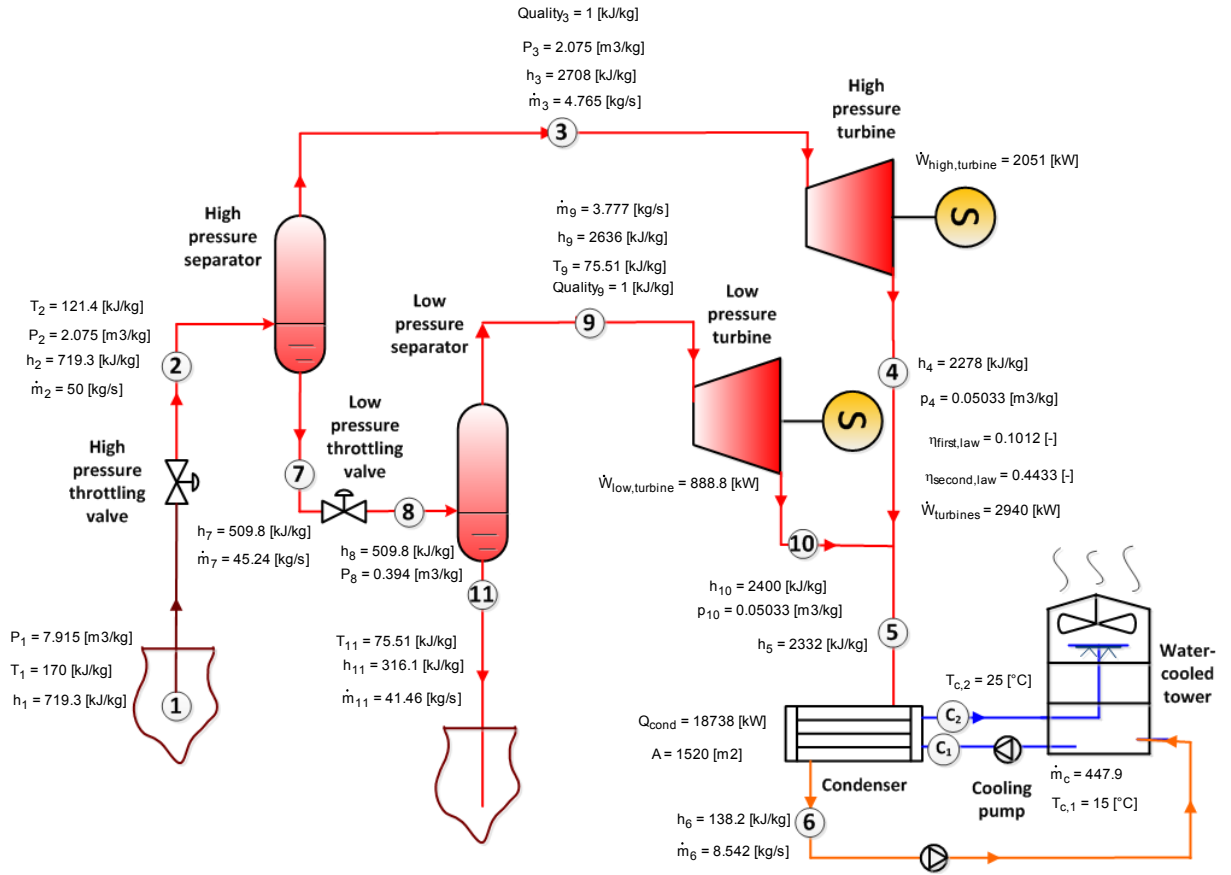 Quality3 = 1 [kJ/kg]
P3 = 2.075 [m3/kg]
h3 = 2708 [kJ/kg]
ṁ3 = 4.765 [kg/s]
3
High
pressure
turbine
Ẇhigh,turbine = 2051 [kW]
S
High
pressure
separator
ṁ9 = 3.777 [kg/s]
h9 = 2636 [kJ/kg]
T9 = 75.51 [kJ/kg]
Quality9 = 1 [kJ/kg]
T2 = 121.4 [kJ/kg]
P2 = 2.075 [m3/kg]
h2 = 719.3 [kJ/kg]
ṁ2 = 50 [kg/s]
2
Low
pressure
separator
9
Low
pressure
turbine
S
4
h4 = 2278 [kJ/kg]
p4 = 0.05033 [m3/kg]
ηfirst,law = 0.1012 [-]
ηsecond,law = 0.4433 [-]
Ẇturbines = 2940 [kW]
High
pressure
throttling
valve
Low
pressure
throttling
valve
7
8
Ẇlow,turbine = 888.8 [kW]
10
h7 = 509.8 [kJ/kg]
ṁ7 = 45.24 [kg/s]
h8 = 509.8 [kJ/kg]
P8 = 0.394 [m3/kg]
11
h10 = 2400 [kJ/kg]
p10 = 0.05033 [m3/kg]
h5 = 2332 [kJ/kg]
5
P1 = 7.915 [m3/kg]
T1 = 170 [kJ/kg]
h1 = 719.3 [kJ/kg]
1
T11 = 75.51 [kJ/kg]
h11 = 316.1 [kJ/kg]
ṁ11 = 41.46 [kg/s]
Water-
cooled
tower
Tc,2 = 25 [°C]
C2
Qcond = 18738 [kW]
A = 1520 [m2]
C1
Condenser
Cooling
pump
ṁc = 447.9
Tc,1 = 15 [°C]
h6 = 138.2 [kJ/kg]
ṁ6 = 8.542 [kg/s]
6